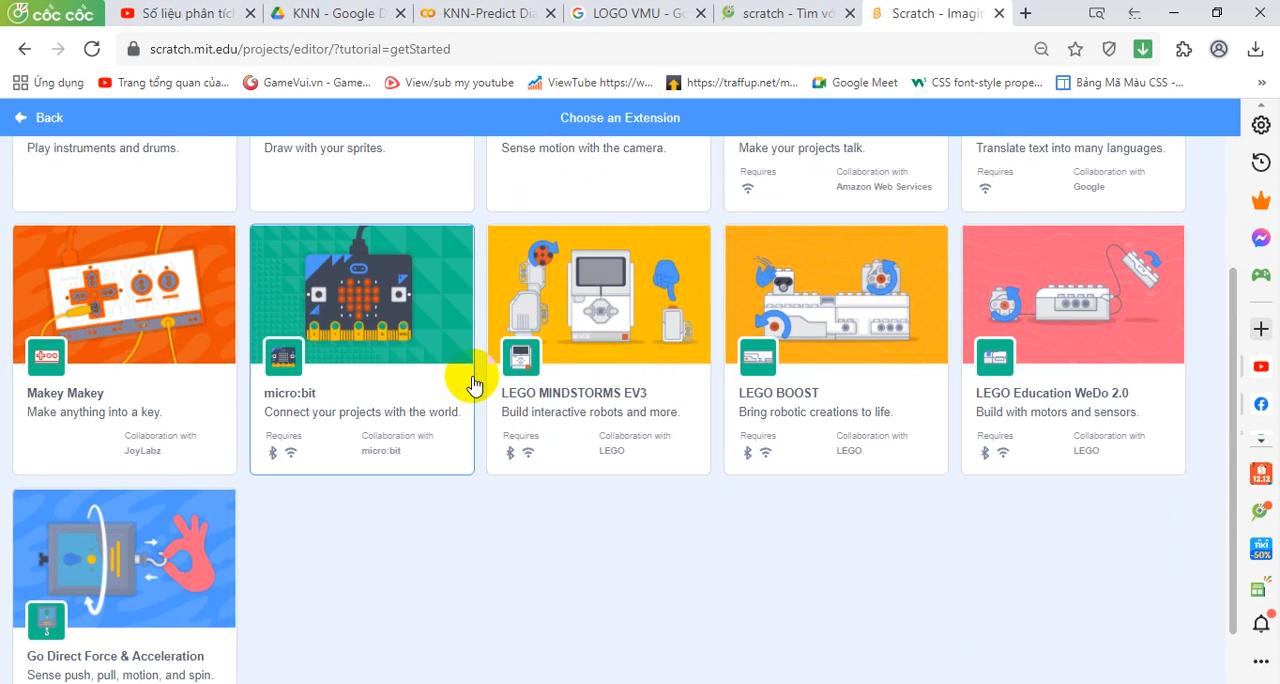 cốc cốc
Số liệu phân tích
KNN - Google D
KNN-Predict Dia
LOGO VMU - Go
scratch - Tìm vớ
Scratch - Imagin
scratch.mit.edu/projects/editor/?tutorial=getStarted
Ứng dụng
Trang tổng quan của...
GameVui.vn - Game...
View/sub my youtube
ViewTube https://w...
https://traffup.net/m...
Google Meet
CSS font-style prope...
Bảng Mã Màu CSS -...
»
Back
Choose an Extension
Play instruments and drums.
Draw with your sprites.
Sense motion with the camera.
Make your projects talk.
Requires
Collaboration with
Amazon Web Services
Translate text into many languages.
Requires
Collaboration with
Google
Makey Makey
Make anything into a key.
Collaboration with
JoyLabz
micro:bit
Connect your projects with the world.
Requires
Collaboration with
micro:bit
EV3
LEGO MINDSTORMS EV3
Build interactive robots and more.
Requires
Collaboration with
LEGO
LEGO BOOST
Bring robotic creations to life.
Requires
Collaboration with
LEGO
LEGO Education WeDo 2.0
Build with motors and sensors.
Requires
Collaboration with
LEGO
Go Direct Force & Acceleration
Sense push, pull, motion, and spin.
12.12
TIKI
-50%